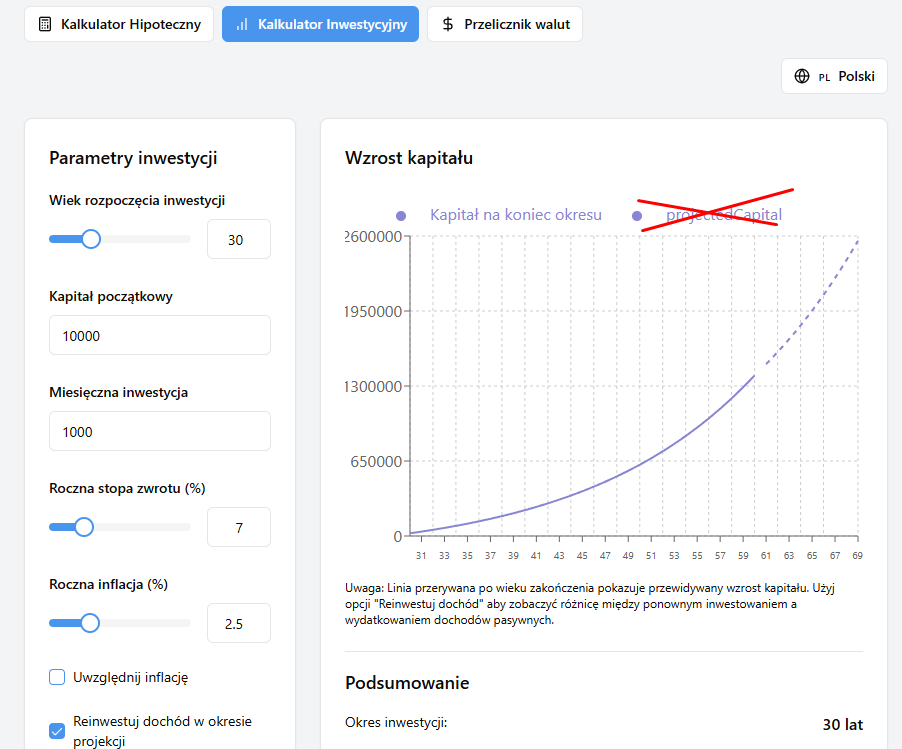 Kalkulator Hipoteczny
Kalkulator Inwestycyjny
Przelicznik walut
PL Polski
Parametry inwestycji
Wiek rozpoczęcia inwestycji
30
Kapitał początkowy
10000
Miesięczna inwestycja
1000
Roczna stopa zwrotu (%)
7
Roczna inflacja (%)
2.5
Uwzględnij inflację
Reinwestuj dochód w okresie
projekcji
Wzrost kapitału
Kapitał na koniec okresu
projectedCapital
2600000
1950000
1300000
650000
0
31 33 35 37 39 41 43 45 47 49 51 53 55 57 59 61 63 65 67 69
Uwaga: Linia przerywana po wieku zakończenia pokazuje przewidywany wzrost kapitału. Użyj
opcji "Reinwestuj dochód" aby zobaczyć różnicę między ponownym inwestowaniem a
wydatkowaniem dochodów pasywnych.
Podsumowanie
Okres inwestycji: 30 lat